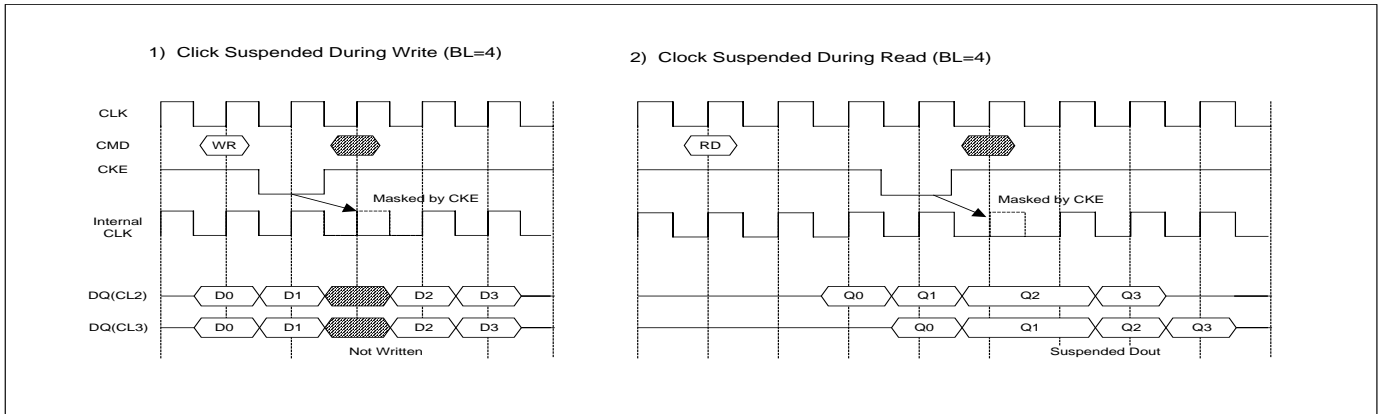 1) Click Suspended During Write (BL=4)
2) Clock Suspended During Read (BL=4)
CLK
CMD
WR
RD
CKE
Masked by CKE
Masked by CKE
Internal
CLK
DQ(CL2)
D0 D1 D2 D3
Q0 Q1 Q2 Q3
DQ(CL3)
D0 D1 D2 D3
Q0 Q1 Q2 Q3
Not Written
Suspended Dout